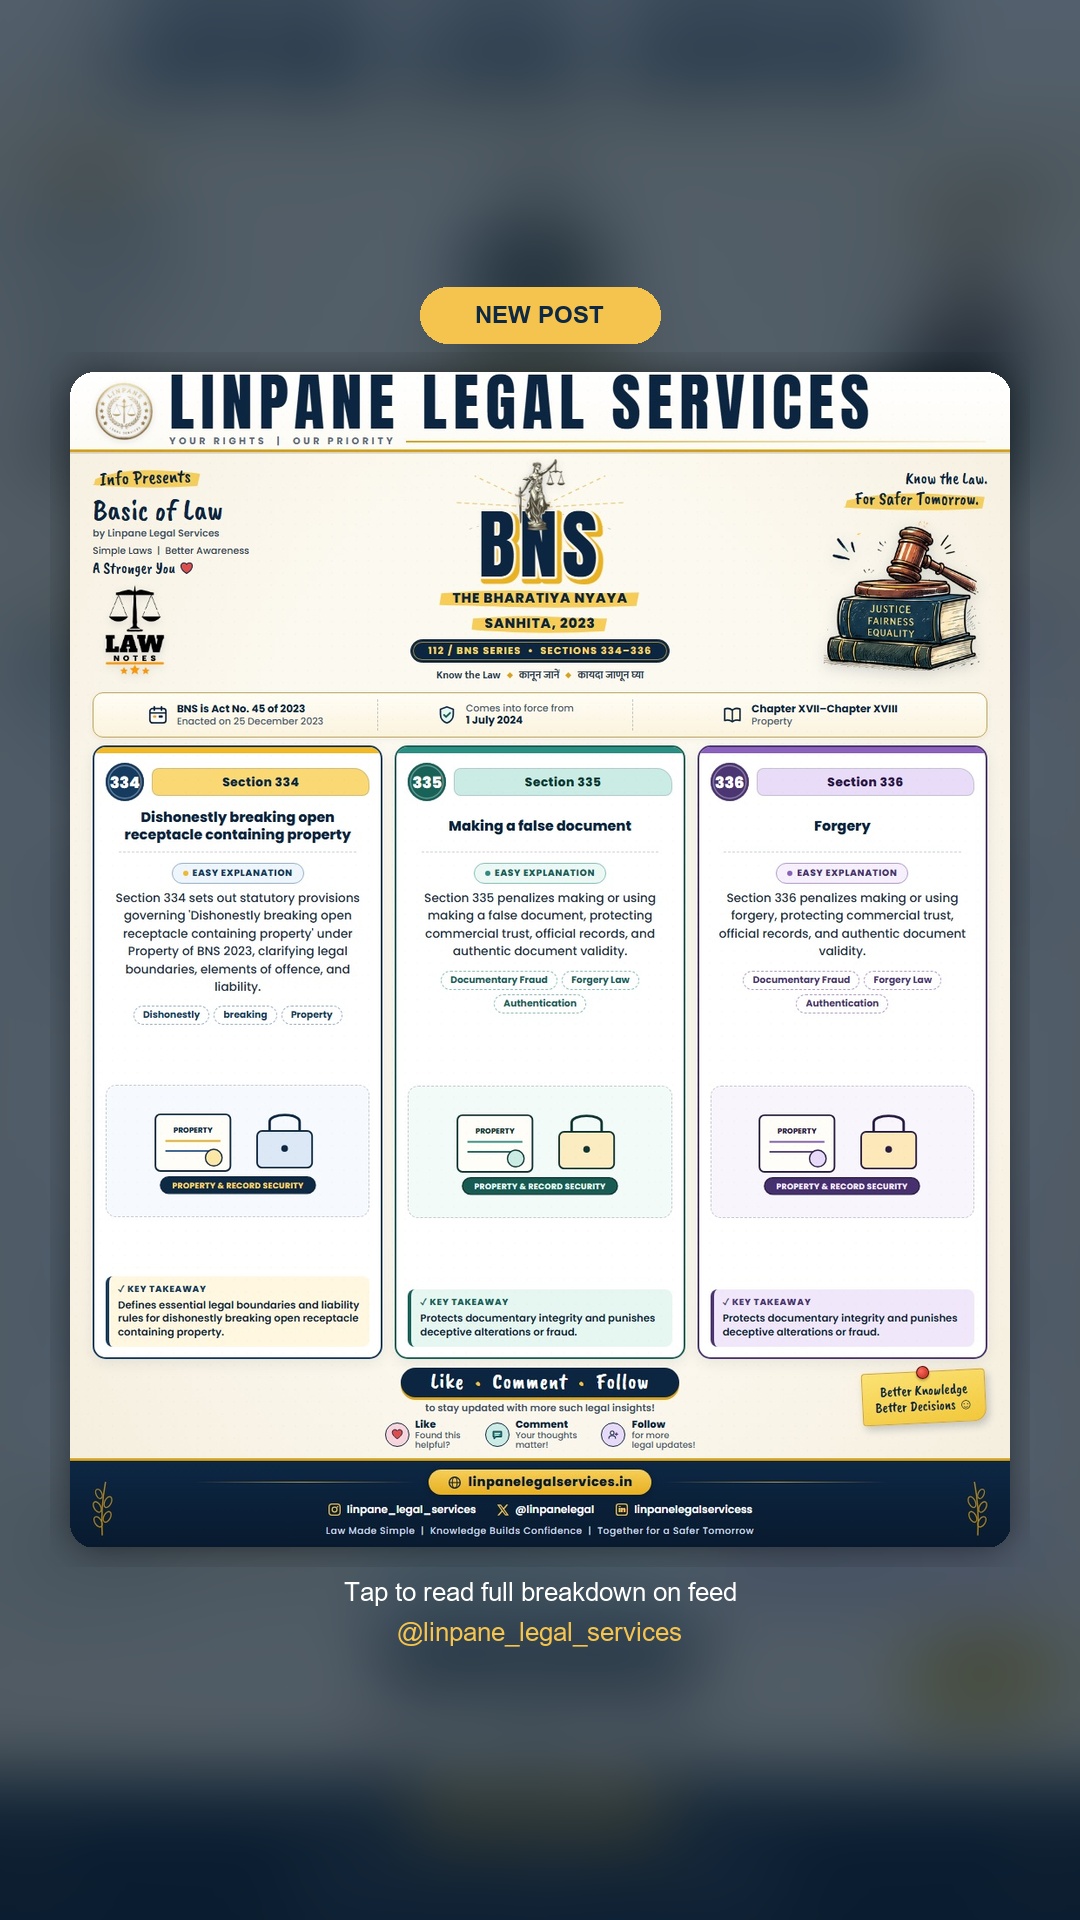 NEW POST
LINPANE LEGAL SERVICES
YOUR RIGHTS | OUR PRIORITY
Info Presents
Basic of Law
by Linpane Legal Services
Simple Laws | Better Awareness
A Stronger You
LAW
NOTES
BNS
THE BHARATIYA NYAYA
SANHITA, 2023
112 / BNS SERIES • SECTIONS 334–336
Know the Law ◆ कानून जानें ◆ कायदा जाणून घ्या
Know the Law.
For Safer Tomorrow.
JUSTICE
FAIRNESS
EQUALITY
BNS is Act No. 45 of 2023
Enacted on 25 December 2023
Comes into force from
1 July 2024
Chapter XVII–Chapter XVIII
Property
334
Section 334
Dishonestly breaking open
receptacle containing property
EASY EXPLANATION
Section 334 sets out statutory provisions
governing 'Dishonestly breaking open
receptacle containing property' under
Property of BNS 2023, clarifying legal
boundaries, elements of offence, and
liability.
Dishonestly breaking Property
PROPERTY
PROPERTY & RECORD SECURITY
✓ KEY TAKEAWAY
Defines essential legal boundaries and liability
rules for dishonestly breaking open receptacle
containing property.
335
Section 335
Making a false document
EASY EXPLANATION
Section 335 penalizes making or using
making a false document, protecting
commercial trust, official records, and
authentic document validity.
Documentary Fraud Forgery Law
Authentication
PROPERTY
PROPERTY & RECORD SECURITY
✓ KEY TAKEAWAY
Protects documentary integrity and punishes
deceptive alterations or fraud.
336
Section 336
Forgery
EASY EXPLANATION
Section 336 penalizes making or using
forgery, protecting commercial trust,
official records, and authentic document
validity.
Documentary Fraud Forgery Law
Authentication
PROPERTY
PROPERTY & RECORD SECURITY
✓ KEY TAKEAWAY
Protects documentary integrity and punishes
deceptive alterations or fraud.
Like • Comment • Follow
to stay updated with more such legal insights!
Like
Found this
helpful?
Comment
Your thoughts
matter!
Follow
for more
legal updates!
Better Knowledge
Better Decisions ☺
linpanelegalservices.in
linpane_legal_services @linpanelegal linpanelegalservicess
Law Made Simple | Knowledge Builds Confidence | Together for a Safer Tomorrow
Tap to read full breakdown on feed
@linpane_legal_services